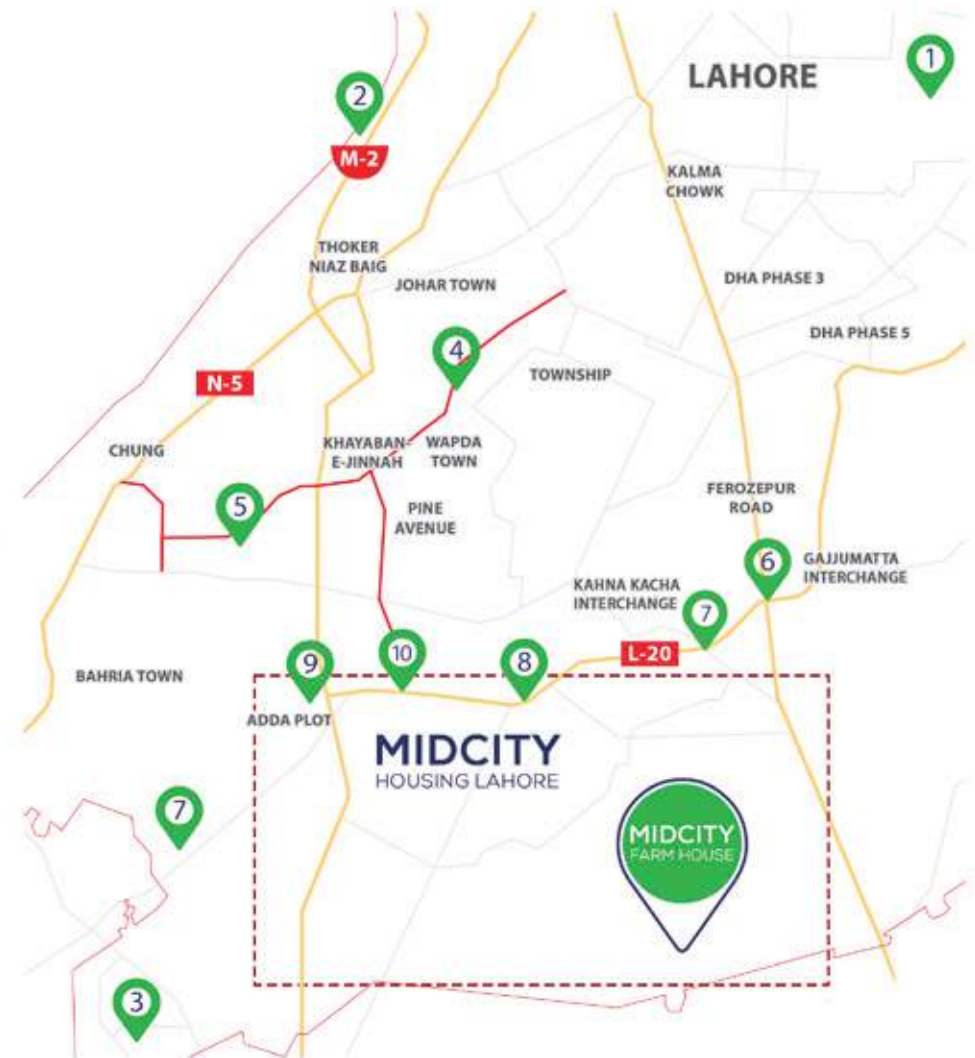 LAHORE
1
2
M-2
KALMA
CHOWK
THOKER
NIAZ BAIG
JOHAR TOWN
DHA PHASE 3
DHA PHASE 5
4
TOWNSHIP
N-5
CHUNG
KHAYABAN-
E-JINNAH
WAPDA
TOWN
5
PINE
AVENUE
FEROZEPUR
ROAD
6
GAJJUMATTA
INTERCHANGE
KAHNA KACHA
INTERCHANGE
7
L-20
9
10
8
BAHRIA TOWN
ADDA PLOT
MIDCITY
HOUSING LAHORE
7
MIDCITY
FARM HOUSE
3